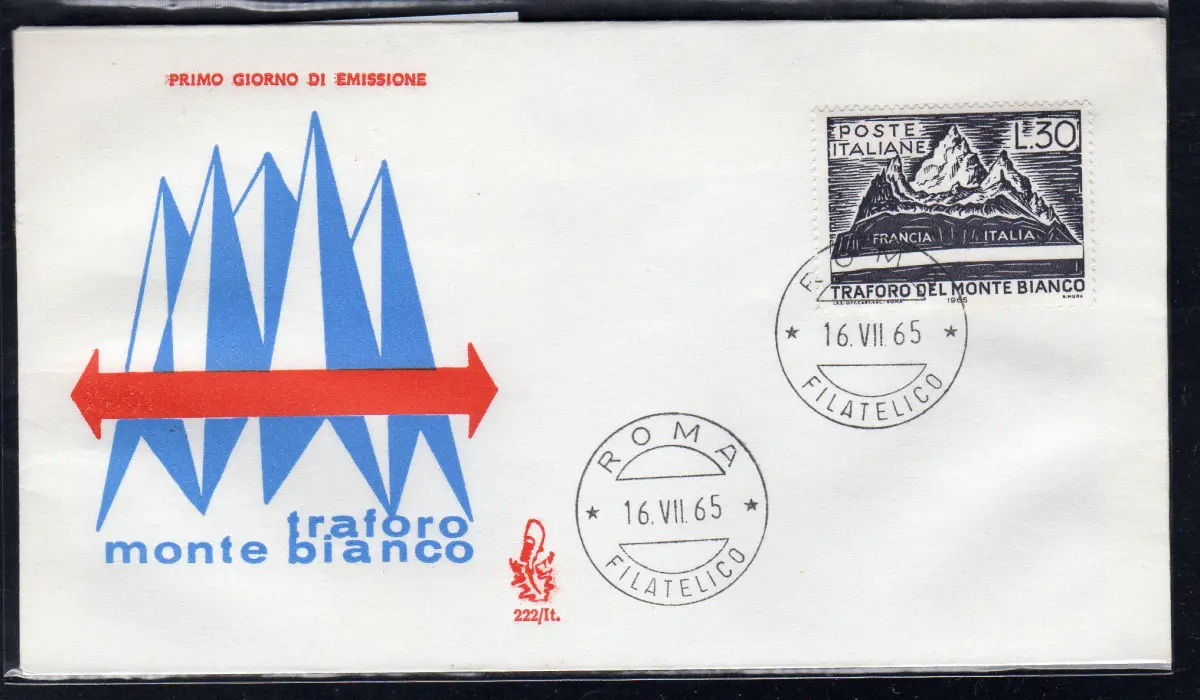 PRIMO GIORNO DI EMISSIONE
POSTE
ITALIANE
L.30
FRANCIA ITALIA
TRAFORO DEL MONTE BIANCO
1965
ROMA
16.VII.65
FILATELICO
ROMA
16.VII.65
FILATELICO
traforo
monte bianco
222/It.